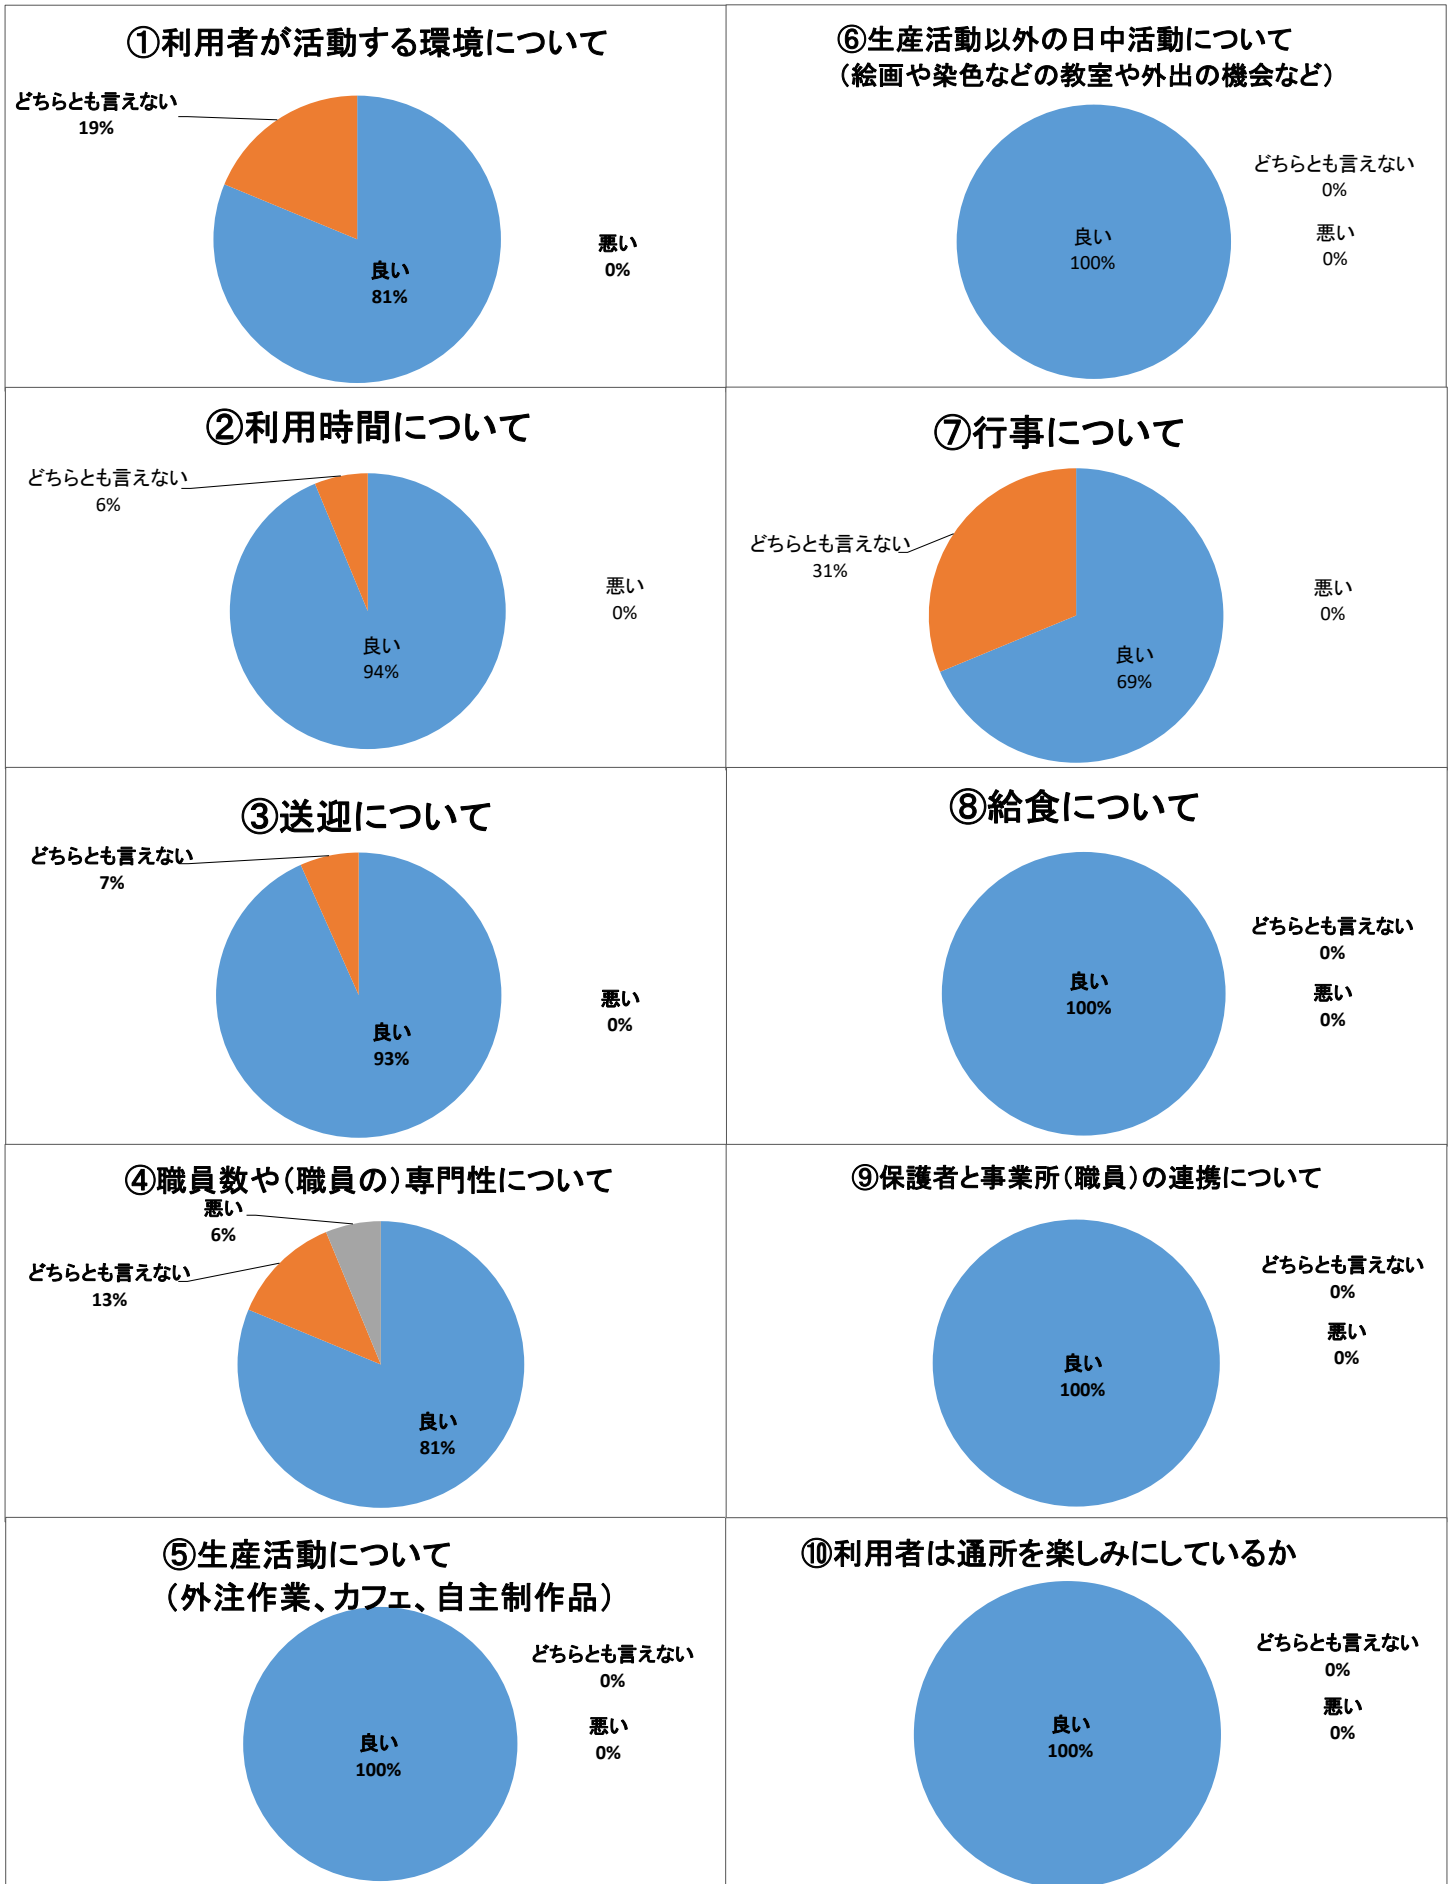 ①利用者が活動する環境について
どちらとも言えない
19%
悪い
0%
良い
81%
②利用時間について
どちらとも言えない
6%
悪い
0%
良い
94%
③送迎について
どちらとも言えない
7%
悪い
0%
良い
93%
④職員数や(職員の)専門性について
悪い
6%
どちらとも言えない
13%
良い
81%
⑤生産活動について
(外注作業、カフェ、自主制作品)
どちらとも言えない
0%
悪い
0%
良い
100%
⑥生産活動以外の日中活動について
(絵画や染色などの教室や外出の機会など)
どちらとも言えない
0%
悪い
0%
良い
100%
⑦行事について
どちらとも言えない
31%
悪い
0%
良い
69%
⑧給食について
どちらとも言えない
0%
悪い
0%
良い
100%
⑨保護者と事業所(職員)の連携について
どちらとも言えない
0%
悪い
0%
良い
100%
⑩利用者は通所を楽しみにしているか
どちらとも言えない
0%
悪い
0%
良い
100%